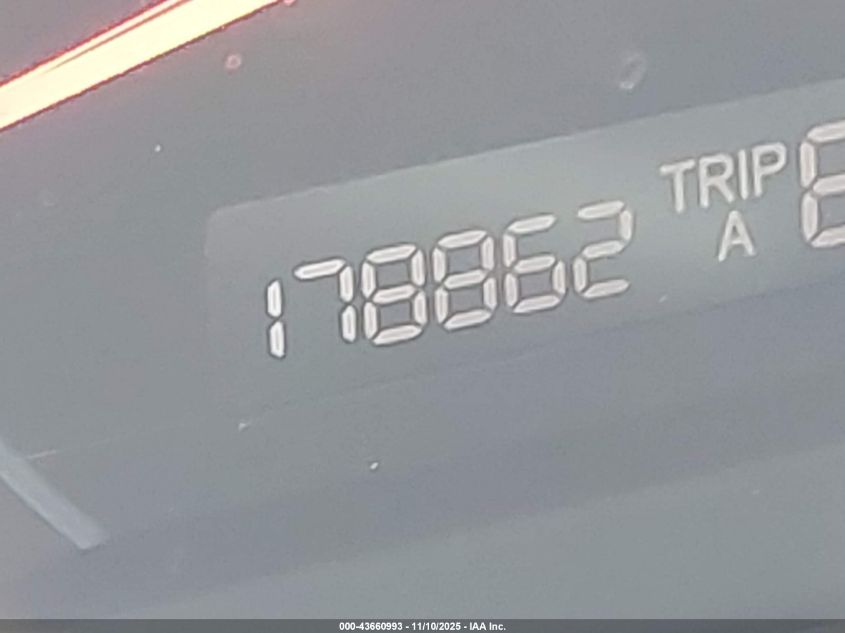 178862 TRIP
A
000-43660993 - 11/10/2025 - IAA Inc.